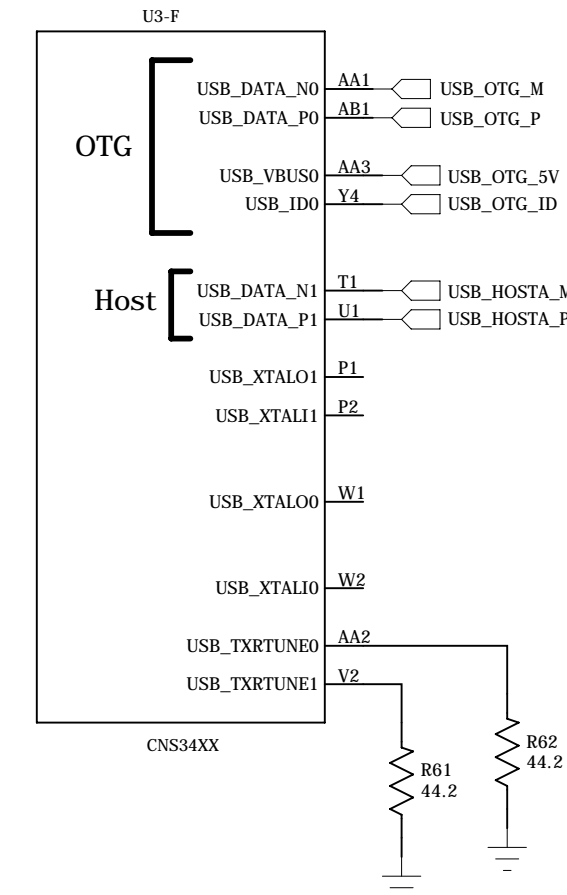 U3-F
USB_DATA_N0 AA1 USB_OTG_M
USB_DATA_P0 AB1 USB_OTG_P
OTG
USB_VBUS0 AA3 USB_OTG_5V
USB_ID0 Y4 USB_OTG_ID
Host
USB_DATA_N1 T1 USB_HOSTA_M
USB_DATA_P1 U1 USB_HOSTA_P
USB_XTALO1 P1
USB_XTALI1 P2
USB_XTALO0 W1
USB_XTALI0 W2
USB_TXRTUNE0 AA2
USB_TXRTUNE1 V2
CNS34XX
R62
44.2
R61
44.2